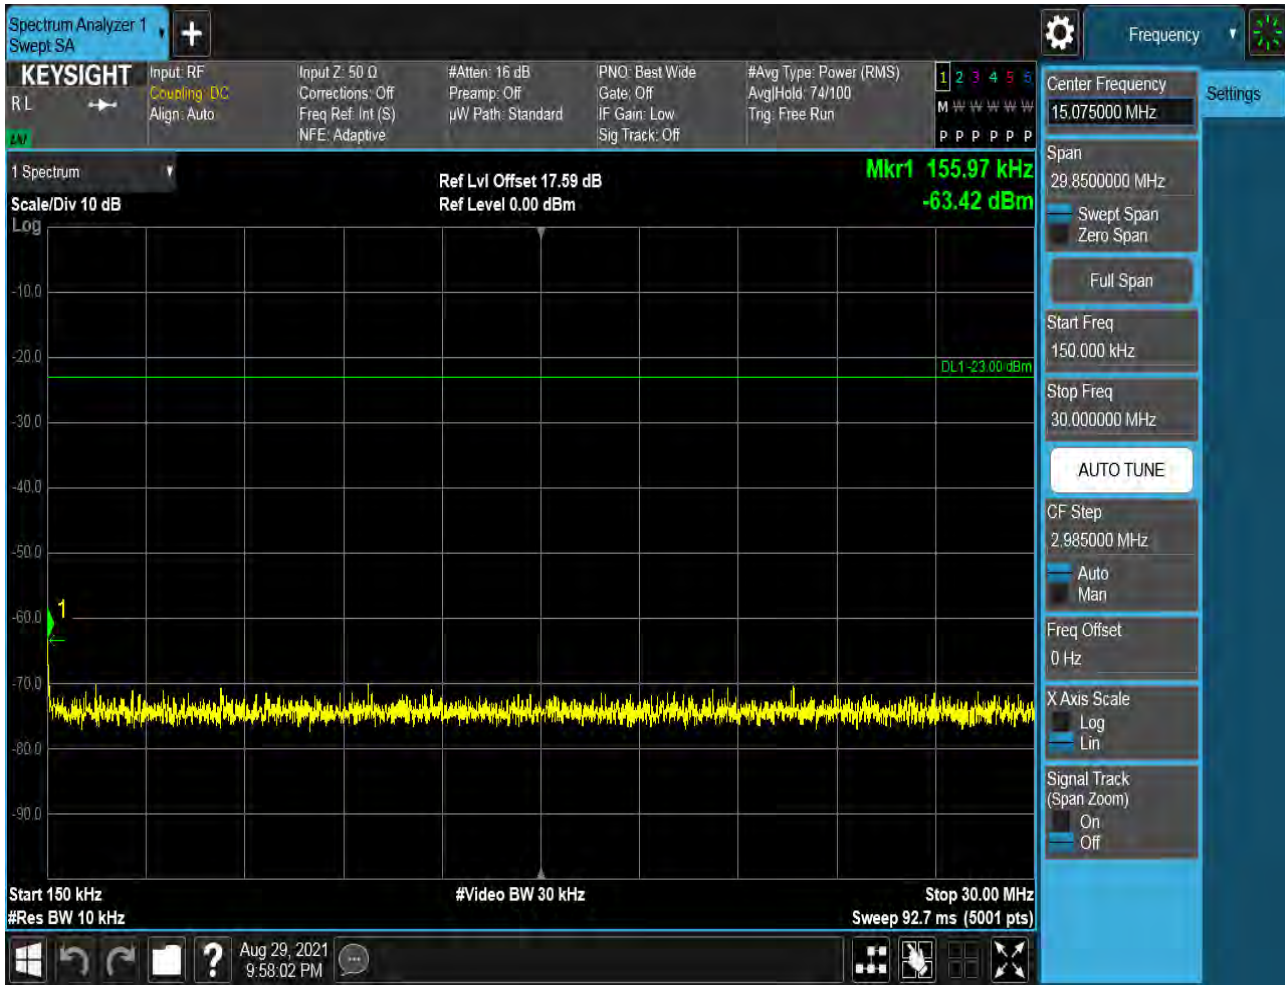 Spectrum Analyzer 1
Swept SA
Frequency
KEYSIGHT
R L
LNI
Input: RF
Coupling: DC
Align: Auto
Input Z: 50 Ω
Corrections: Off
Freq Ref: Int (S)
NFE: Adaptive
#Atten: 16 dB
Preamp: Off
µW Path: Standard
PNO: Best Wide
Gate: Off
IF Gain: Low
Sig Track: Off
#Avg Type: Power (RMS)
Avg|Hold: 74/100
Trig: Free Run
1 2 3 4 5 6
M W W W W W
P P P P P P
1 Spectrum
Scale/Div 10 dB
Log
Ref Lvl Offset 17.59 dB
Ref Level 0.00 dBm
Mkr1 155.97 kHz
-63.42 dBm
-10.0
-20.0
DL1 -23.00 dBm
-30.0
-40.0
-50.0
-60.0
1
-70.0
-80.0
-90.0
Start 150 kHz
#Video BW 30 kHz
Stop 30.00 MHz
#Res BW 10 kHz
Sweep 92.7 ms (5001 pts)
Aug 29, 2021
9:58:02 PM
Center Frequency
15.075000 MHz
Settings
Span
29.8500000 MHz
Swept Span
Zero Span
Full Span
Start Freq
150.000 kHz
Stop Freq
30.000000 MHz
AUTO TUNE
CF Step
2.985000 MHz
Auto
Man
Freq Offset
0 Hz
X Axis Scale
Log
Lin
Signal Track
(Span Zoom)
On
Off